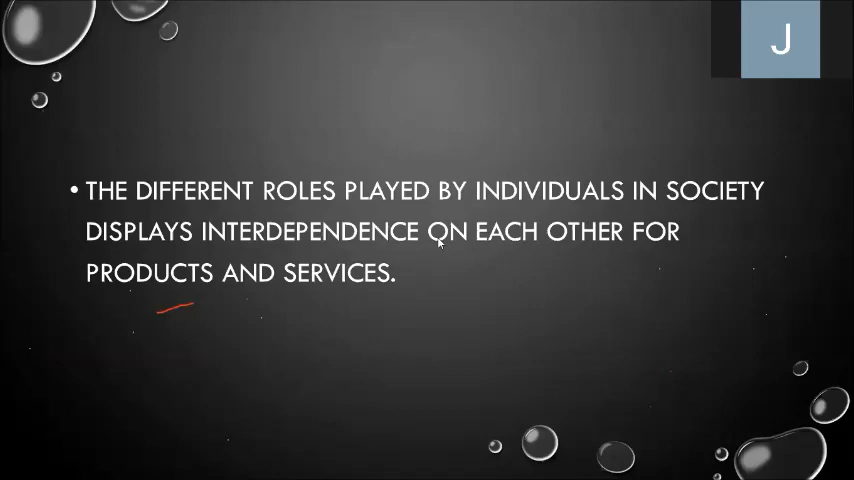 J
• THE DIFFERENT ROLES PLAYED BY INDIVIDUALS IN SOCIETY
DISPLAYS INTERDEPENDENCE ON EACH OTHER FOR
PRODUCTS AND SERVICES.